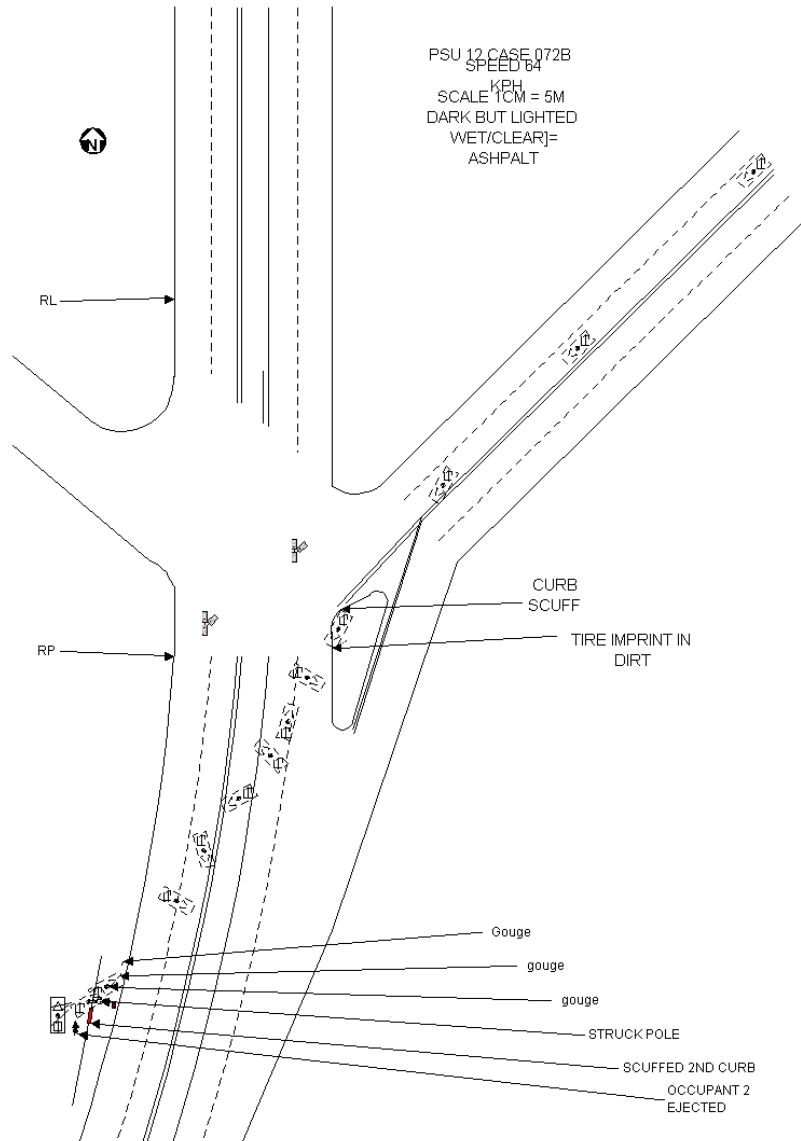 PSU 12 CASE 072B
SPEED 64
KPH
SCALE 1CM = 5M
DARK BUT LIGHTED
WET/CLEAR]=
ASHPALT
N
RL
CURB
SCUFF
RP
TIRE IMPRINT IN
DIRT
Gouge
gouge
gouge
STRUCK POLE
SCUFFED 2ND CURB
OCCUPANT 2
EJECTED